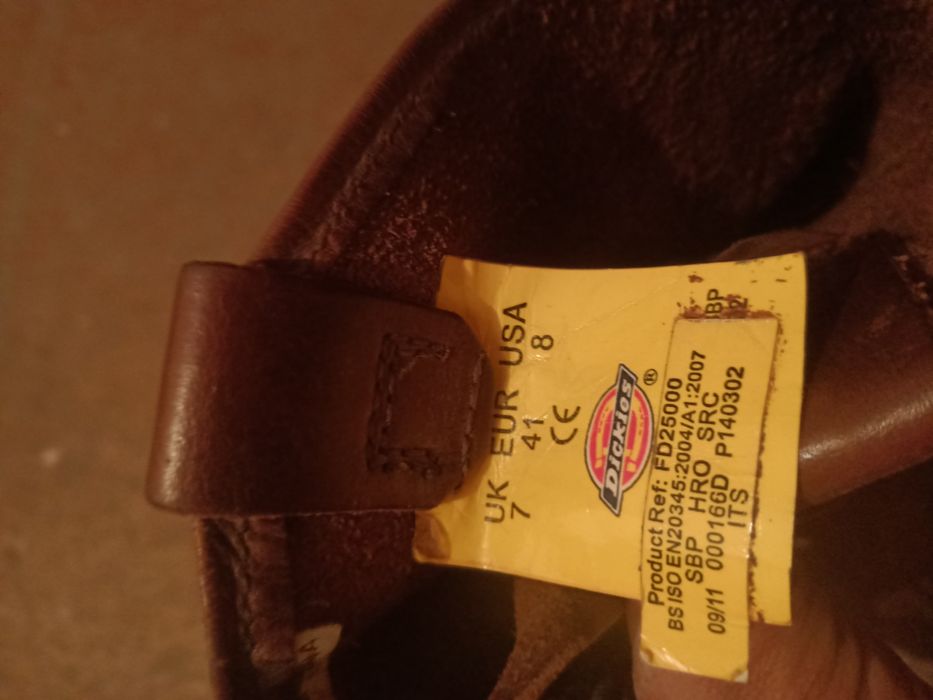 UK EUR USA
7 41 8
CE
Dickies ®
Product Ref: FD25000
BS ISO EN20345:2004/A1:2007
SBP HRO SRC
09/11 000166D P140302
ITS